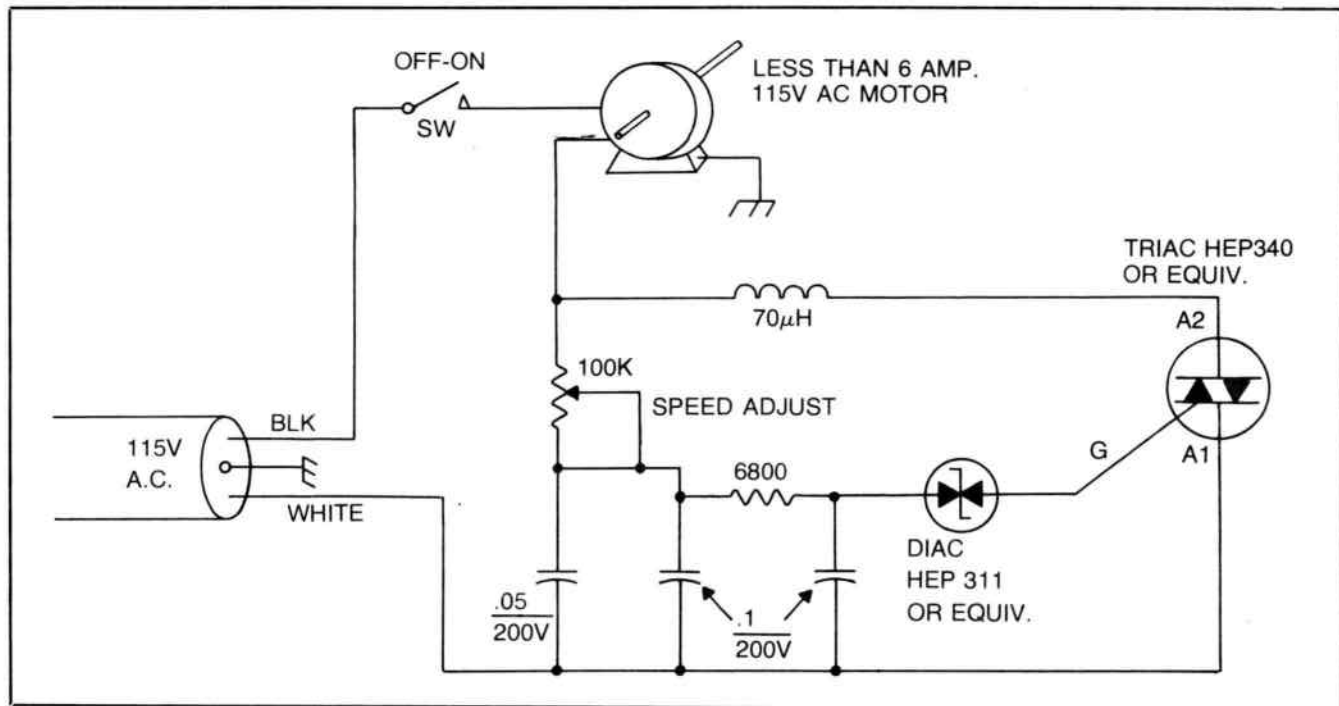 OFF-ON
SW
LESS THAN 6 AMP.
115V AC MOTOR
TRIAC HEP340
OR EQUIV.
70μH
A2
100K
SPEED ADJUST
BLK
115V
A.C.
WHITE
6800
G
A1
DIAC
HEP 311
OR EQUIV.
.05
200V
.1
200V